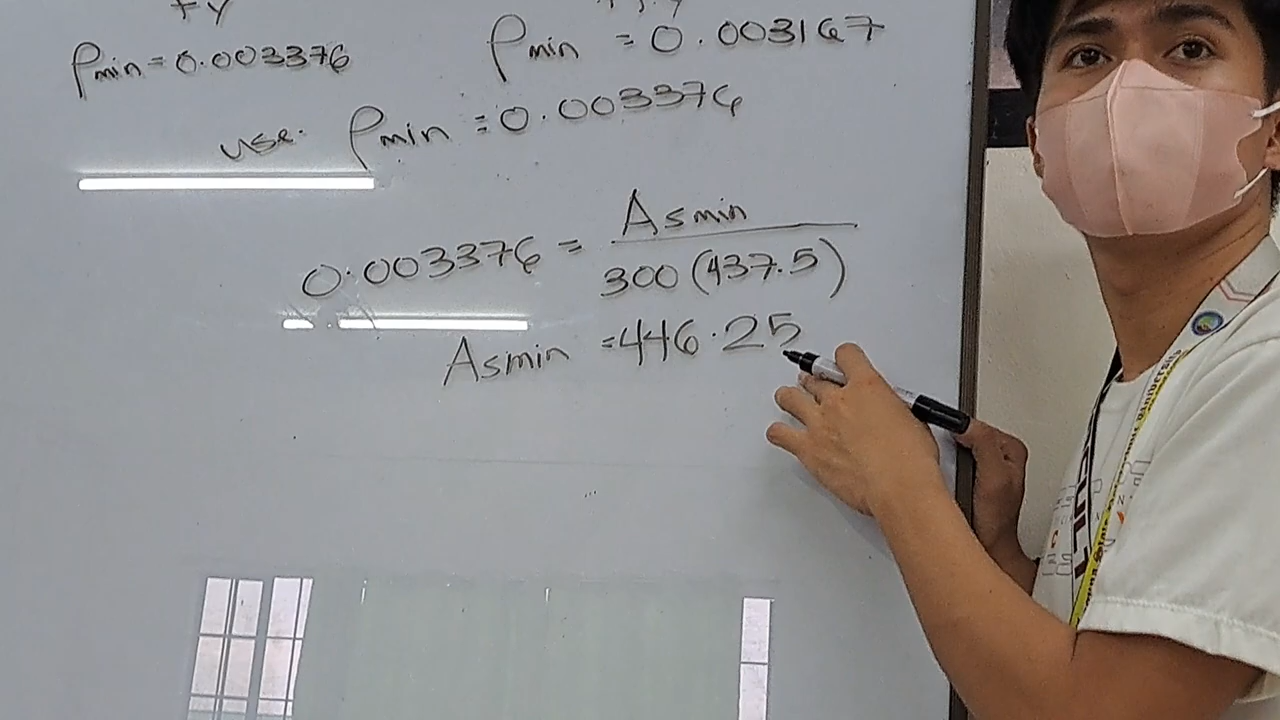 fy
ρmin = 0.003376
ρmin = 0.003167
use: ρmin = 0.003376
0.003376 = Asmin / 300 (437.5)
Asmin = 446.25